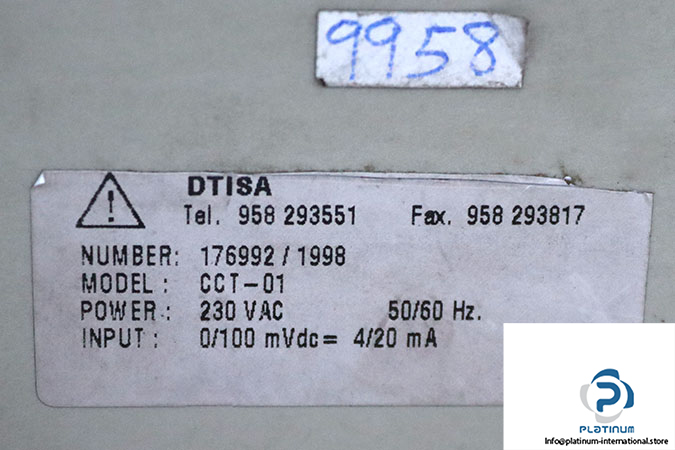 9958
DTISA
Tel. 958 293551 Fax. 958 293817
NUMBER: 176992 / 1998
MODEL : CCT-01
POWER : 230 VAC 50/60 Hz.
INPUT : 0/100 mVdc= 4/20 mA
PLATINUM
Info@platinum-international.store